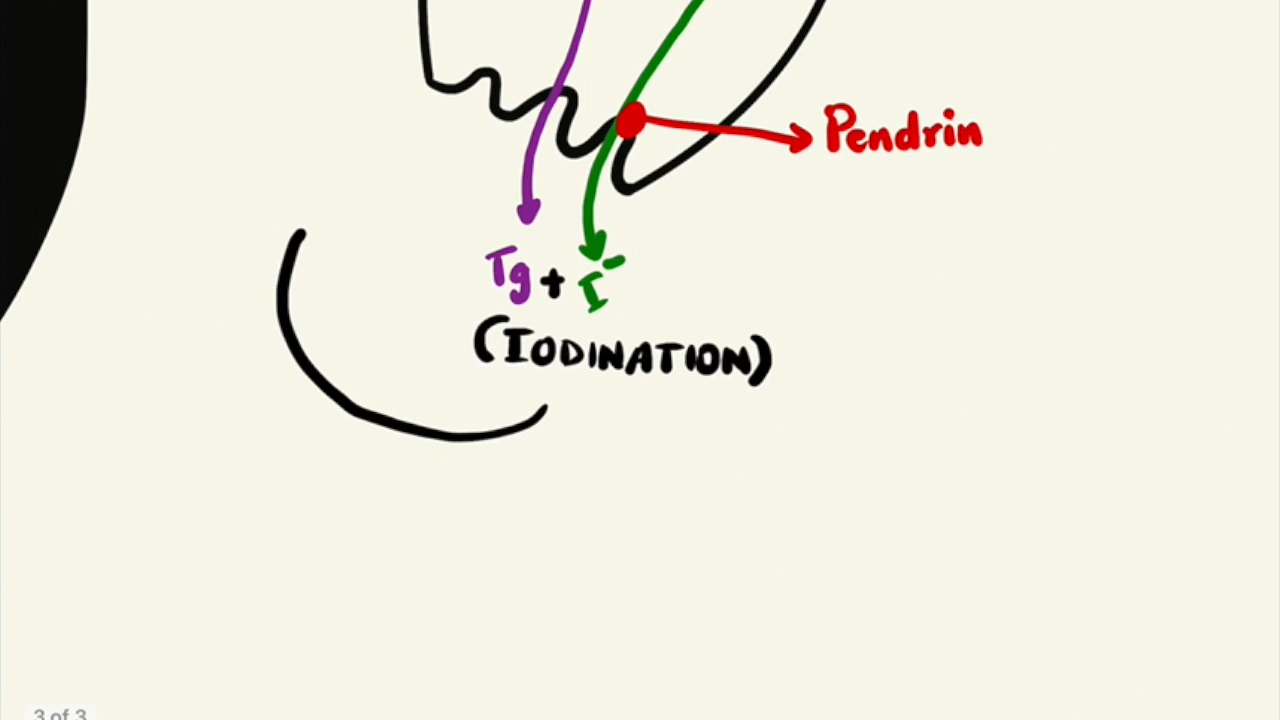 Pendrin
Tg + I⁻
(IODINATION)
3 of 3